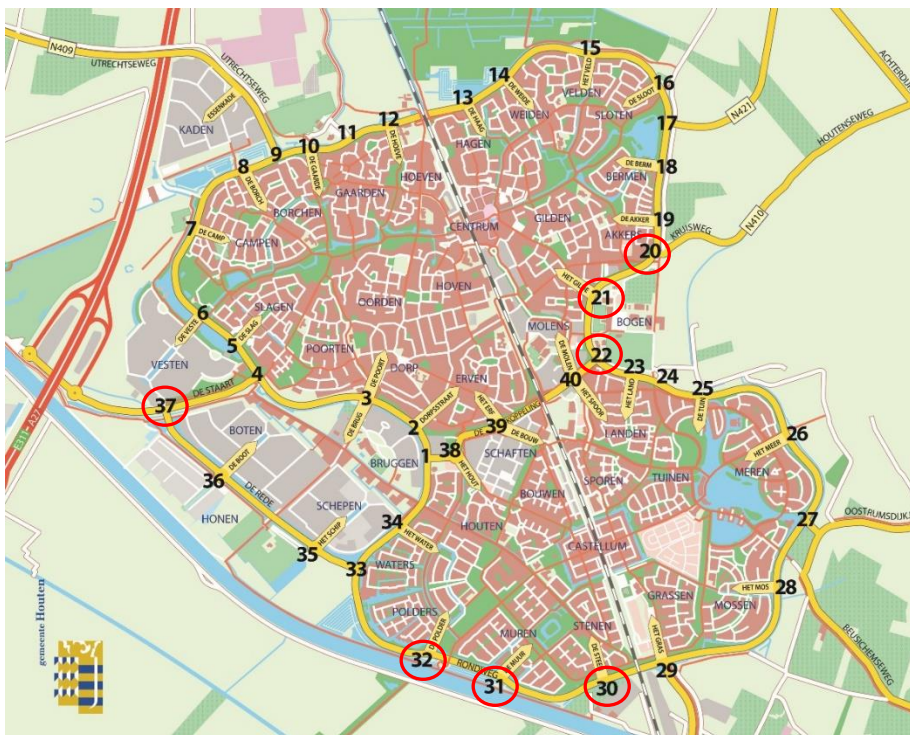 N409
UTRECHTSEWEG
UTRECHTSEWEG
ESSENKADE
KADEN
15
HET VELD
VELDEN
14
DE WEIDE
WEIDEN
16
DE SLOOT
SLOTEN
ACHTERDIJ
N421
HOUTENSEWEG
13
DE HAAG
HAGEN
17
12
DE HOEVE
HOEVEN
11
10
DE GAARDE
GAARDEN
9
8
DE BORCH
BORCHEN
18
DE BERM
BERMEN
7
DE CAMP
CAMPEN
CENTRUM
GILDEN
19
DE AKKER
AKKERS
KRUISWEG
N410
20
HET GILDE
21
BOGEN
HOVEN
OORDEN
SLAGEN
6
DE VESTE
5
DE SLAG
VESTEN
POORTEN
MOLENS
DE MOLEN
22
23
24
25
DE TUIN
4
DE STAART
37
DORP
DE POORT
ERVEN
40
HET SPOOR
HET LAND
LANDEN
3
DE BRUG
2
DORPSSTRAAT
HET ERF
39
DE BOUW
BOTEN
BRUGGEN
1
38
HET HOUT
SCHAFTEN
26
HET MEER
MEREN
E311- A27
36
DE BOOT
DE REDE
HONEN
SCHEPEN
BOUWEN
SPOREN
TUINEN
34
HET WATER
HOUTEN
27
OOSTRUMSDIJK
35
HET SCHIP
33
WATERS
CASTELLUM
28
HET MOS
MOSSEN
GRASSEN
POLDERS
DE POLDER
MUREN
STENEN
HET GRAS
BEUSICHEMSEWEG
32
RONDWEG
DE MUUR
31
30
29
gemeente Houten